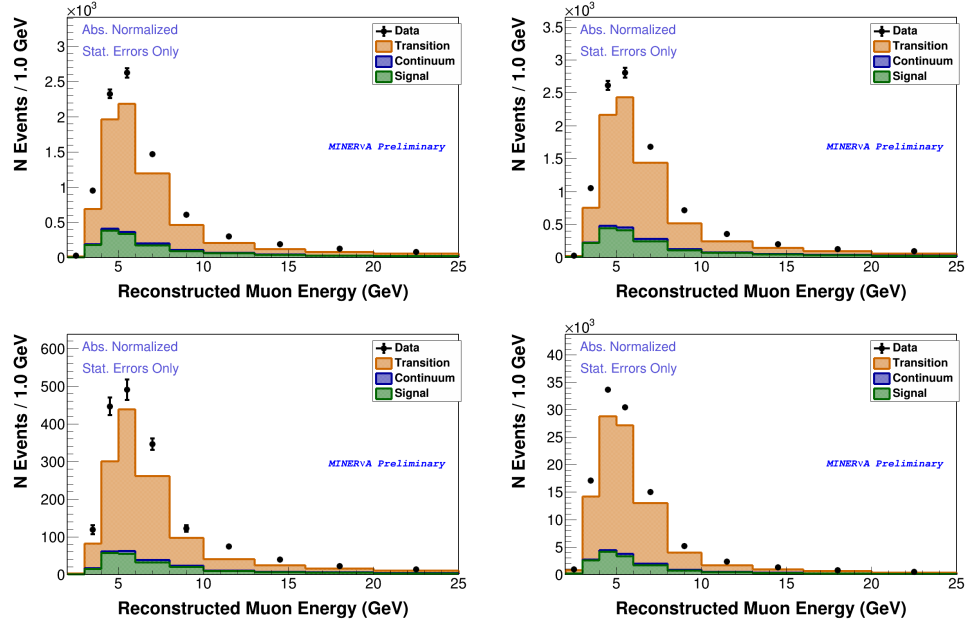 ×10³
Abs. Normalized
Stat. Errors Only
Data
Transition
Continuum
Signal
MINERνA Preliminary
N Events / 1.0 GeV
3
2.5
2
1.5
1
0.5
0
5 10 15 20 25
Reconstructed Muon Energy (GeV)
×10³
Abs. Normalized
Stat. Errors Only
Data
Transition
Continuum
Signal
MINERνA Preliminary
N Events / 1.0 GeV
3.5
3
2.5
2
1.5
1
0.5
0
5 10 15 20 25
Reconstructed Muon Energy (GeV)
Abs. Normalized
Stat. Errors Only
Data
Transition
Continuum
Signal
MINERνA Preliminary
N Events / 1.0 GeV
600
500
400
300
200
100
0
5 10 15 20 25
Reconstructed Muon Energy (GeV)
×10³
Abs. Normalized
Stat. Errors Only
Data
Transition
Continuum
Signal
MINERνA Preliminary
N Events / 1.0 GeV
40
35
30
25
20
15
10
5
0
5 10 15 20 25
Reconstructed Muon Energy (GeV)